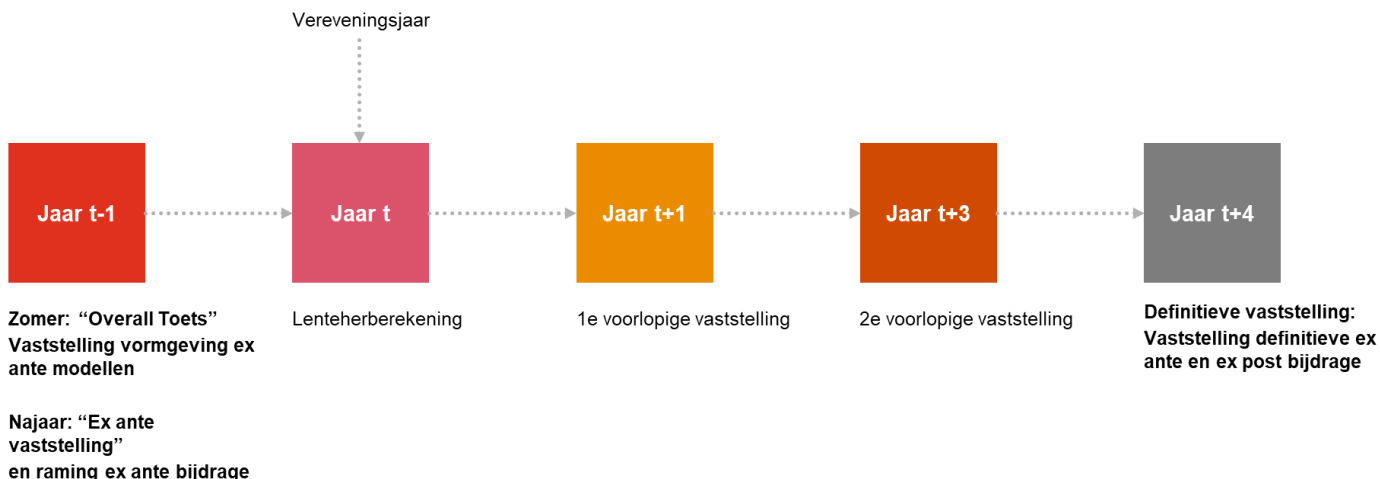 Vereveningsjaar
Jaar t-1
Jaar t
Jaar t+1
Jaar t+3
Jaar t+4
Zomer: “Overall Toets”
Vaststelling vormgeving ex
ante modellen
Najaar: “Ex ante
vaststelling”
en raming ex ante bijdrage
Lenteherberekening
1e voorlopige vaststelling
2e voorlopige vaststelling
Definitieve vaststelling:
Vaststelling definitieve ex
ante en ex post bijdrage